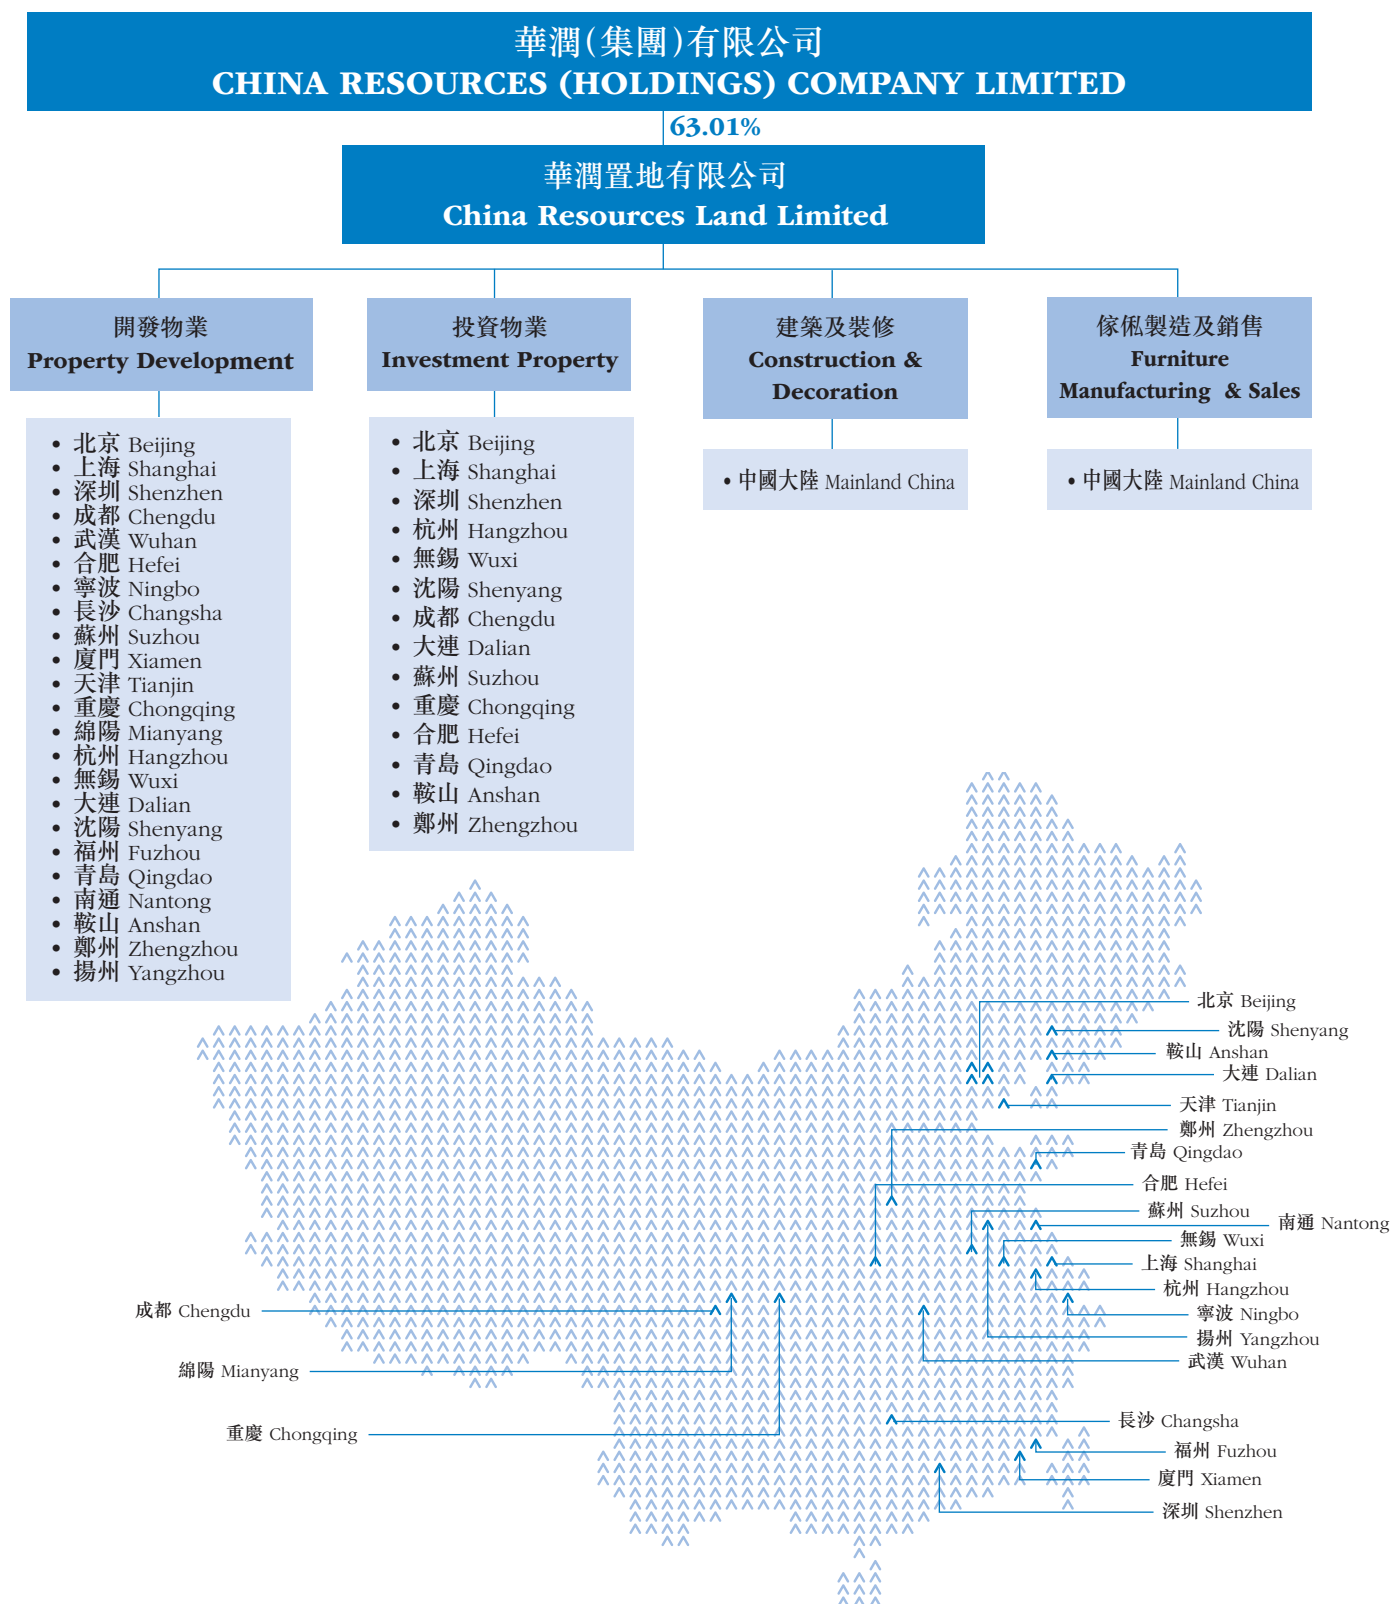 華潤(集團)有限公司
CHINA RESOURCES (HOLDINGS) COMPANY LIMITED
63.01%
華潤置地有限公司
China Resources Land Limited
開發物業
Property Development
• 北京 Beijing
• 上海 Shanghai
• 深圳 Shenzhen
• 成都 Chengdu
• 武漢 Wuhan
• 合肥 Hefei
• 寧波 Ningbo
• 長沙 Changsha
• 蘇州 Suzhou
• 廈門 Xiamen
• 天津 Tianjin
• 重慶 Chongqing
• 綿陽 Mianyang
• 杭州 Hangzhou
• 無錫 Wuxi
• 大連 Dalian
• 沈陽 Shenyang
• 福州 Fuzhou
• 青島 Qingdao
• 南通 Nantong
• 鞍山 Anshan
• 鄭州 Zhengzhou
• 揚州 Yangzhou
投資物業
Investment Property
• 北京 Beijing
• 上海 Shanghai
• 深圳 Shenzhen
• 杭州 Hangzhou
• 無錫 Wuxi
• 沈陽 Shenyang
• 成都 Chengdu
• 大連 Dalian
• 蘇州 Suzhou
• 重慶 Chongqing
• 合肥 Hefei
• 青島 Qingdao
• 鞍山 Anshan
• 鄭州 Zhengzhou
建築及裝修
Construction &
Decoration
• 中國大陸 Mainland China
傢俬製造及銷售
Furniture
Manufacturing & Sales
• 中國大陸 Mainland China
北京 Beijing
沈陽 Shenyang
鞍山 Anshan
大連 Dalian
天津 Tianjin
鄭州 Zhengzhou
青島 Qingdao
合肥 Hefei
蘇州 Suzhou
南通 Nantong
無錫 Wuxi
上海 Shanghai
杭州 Hangzhou
寧波 Ningbo
揚州 Yangzhou
武漢 Wuhan
成都 Chengdu
綿陽 Mianyang
重慶 Chongqing
長沙 Changsha
福州 Fuzhou
廈門 Xiamen
深圳 Shenzhen